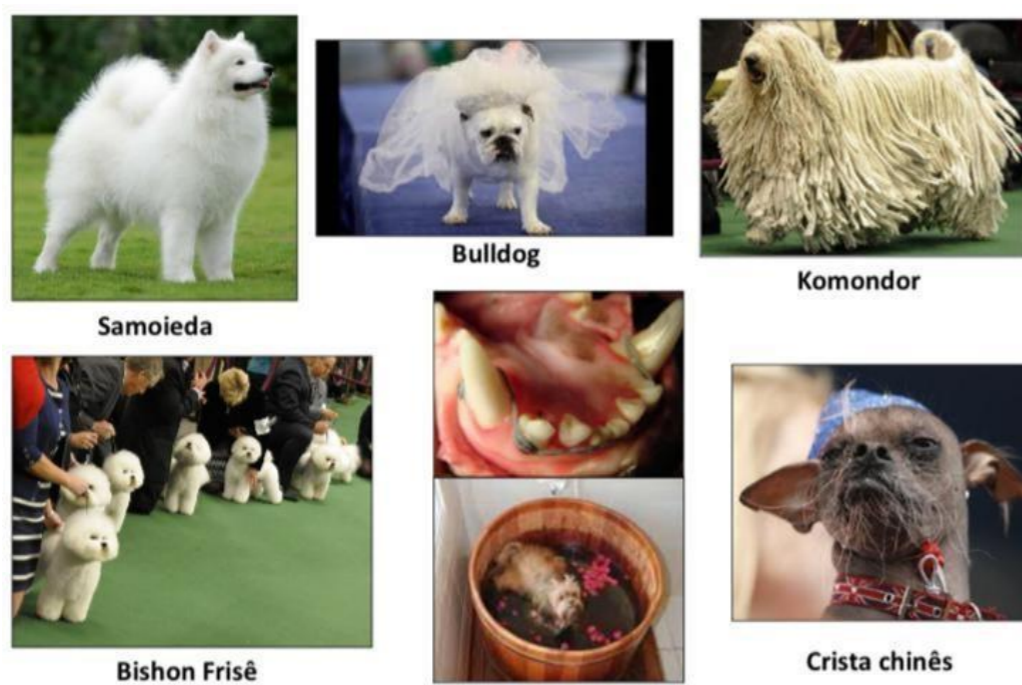 Bulldog
Komondor
Samoieda
Bishon Frisê
Crista chinês